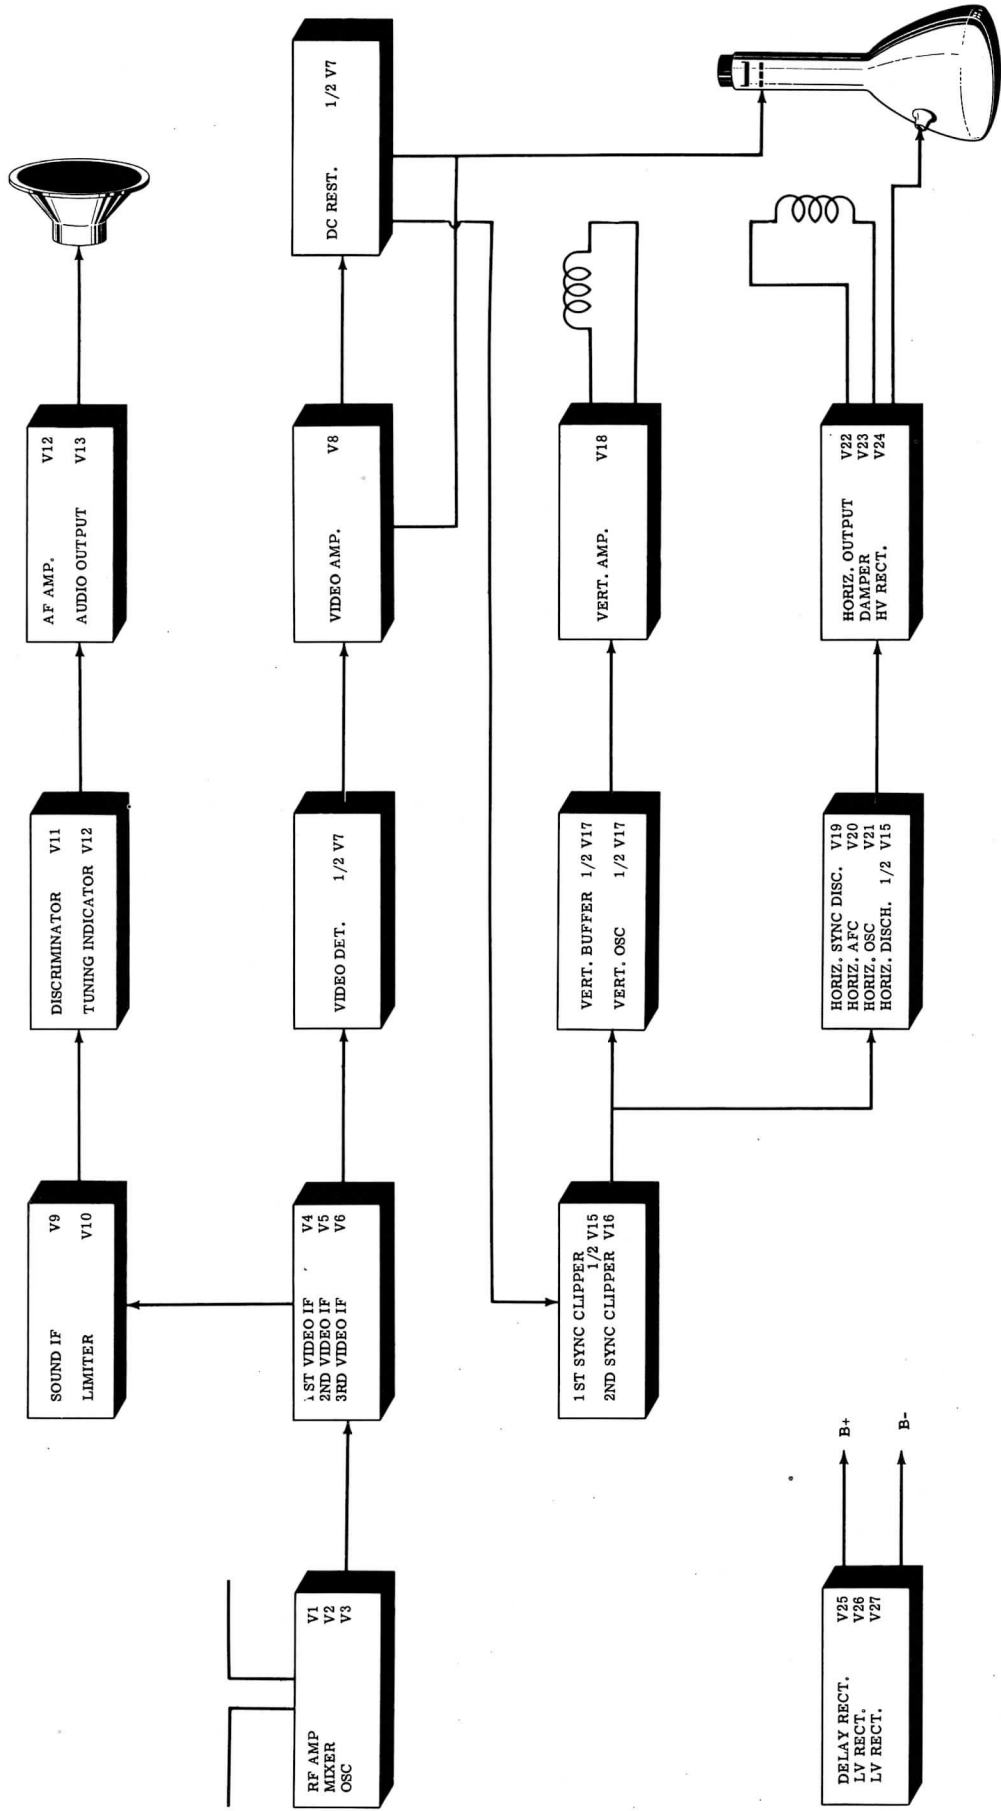 SOUND IF V9
LIMITER V10
DISCRIMINATOR V11
TUNING INDICATOR V12
AF AMP. V12
AUDIO OUTPUT V13
RF AMP V1
MIXER V2
OSC V3
1ST VIDEO IF V4
2ND VIDEO IF V5
3RD VIDEO IF V6
VIDEO DET. 1/2 V7
VIDEO AMP. V8
DC REST. 1/2 V7
1ST SYNC CLIPPER
1/2 V15
2ND SYNC CLIPPER V16
VERT. BUFFER 1/2 V17
VERT. OSC 1/2 V17
VERT. AMP. V18
DELAY RECT. V25
LV RECT. V26
LV RECT. V27
B+
B-
HORIZ. SYNC DISC. V19
HORIZ. AFC V20
HORIZ. OSC V21
HORIZ. DISCH. 1/2 V15
HORIZ. OUTPUT V22
DAMPER V23
HV RECT. V24